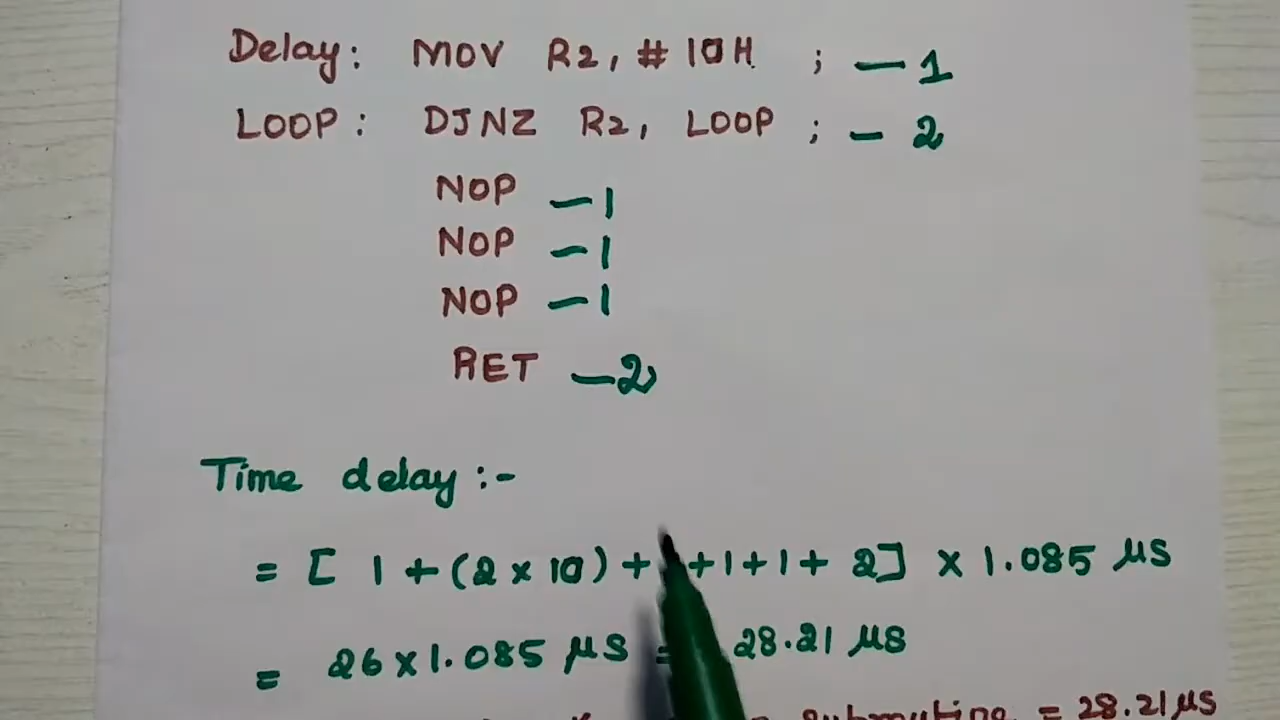 Delay: MOV R2, #10H ; — 1
LOOP: DJNZ R2, LOOP ; — 2
NOP — 1
NOP — 1
NOP — 1
RET — 2
Time delay :-
= [ 1 + (2 × 10) + + 1 + 1 + 2] × 1.085 μs
= 26 × 1.085 μs = 28.21 μs
= 28.21 μs